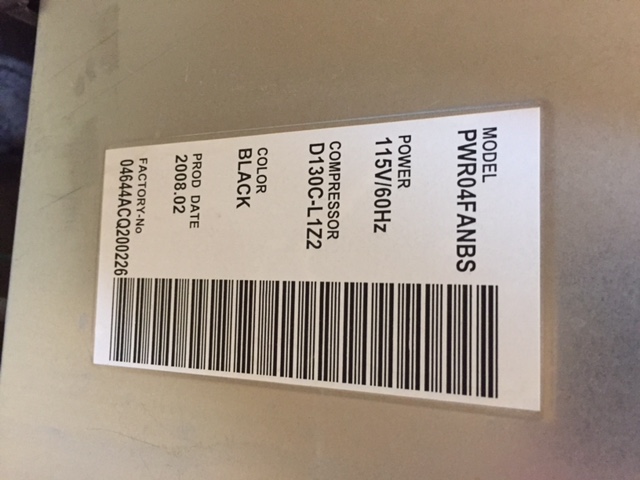 MODEL
PWR04FANBS
POWER
115V/60Hz
COMPRESSOR
D130C-L1Z2
COLOR
BLACK
PROD DATE
2008.02
FACTORY-No
04644ACQ200226